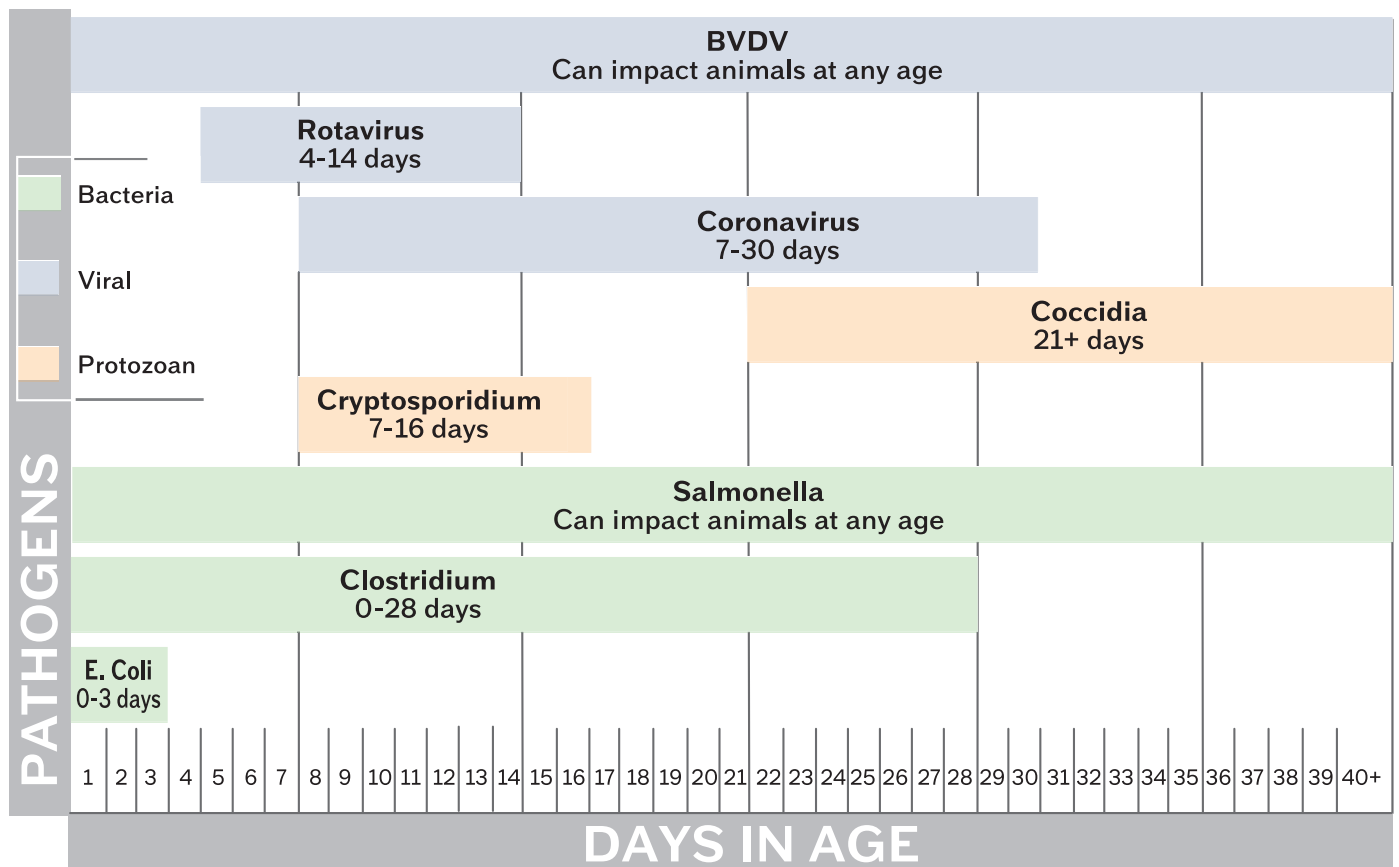 BVDV
Can impact animals at any age
Rotavirus
4-14 days
Bacteria
Coronavirus
7-30 days
Viral
Coccidia
21+ days
Protozoan
Cryptosporidium
7-16 days
Salmonella
Can impact animals at any age
Clostridium
0-28 days
E. Coli
0-3 days
PATHOGENS
1 2 3 4 5 6 7 8 9 10 11 12 13 14 15 16 17 18 19 20 21 22 23 24 25 26 27 28 29 30 31 32 33 34 35 36 37 38 39 40+
DAYS IN AGE